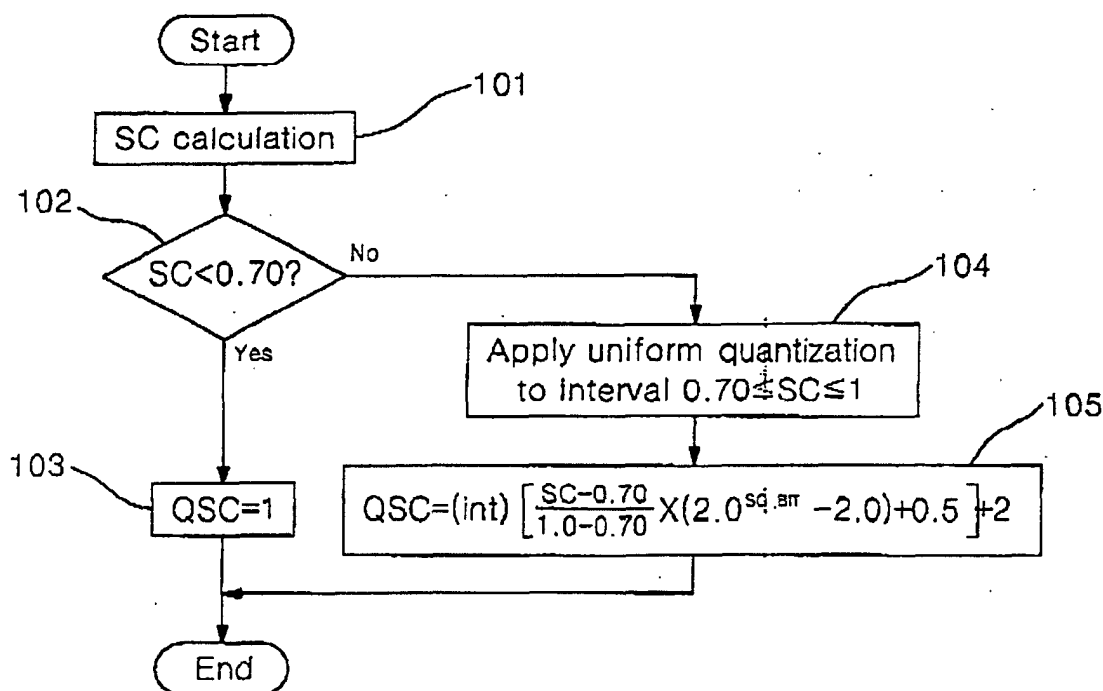 Start
101
SC calculation
102
SC<0.70?
No
Yes
104
Apply uniform quantization
to Interval 0.70≦SC≦1
105
103
QSC=1
QSC=(int) [SC-0.70/1.0-0.70 X(2.0 -2.0)+0.5]+2
End